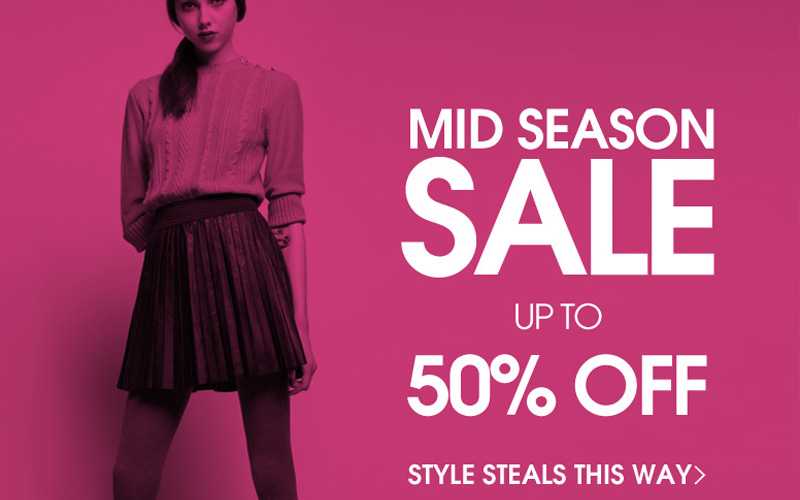 MID SEASON
SALE
UP TO
50% OFF
STYLE STEALS THIS WAY>